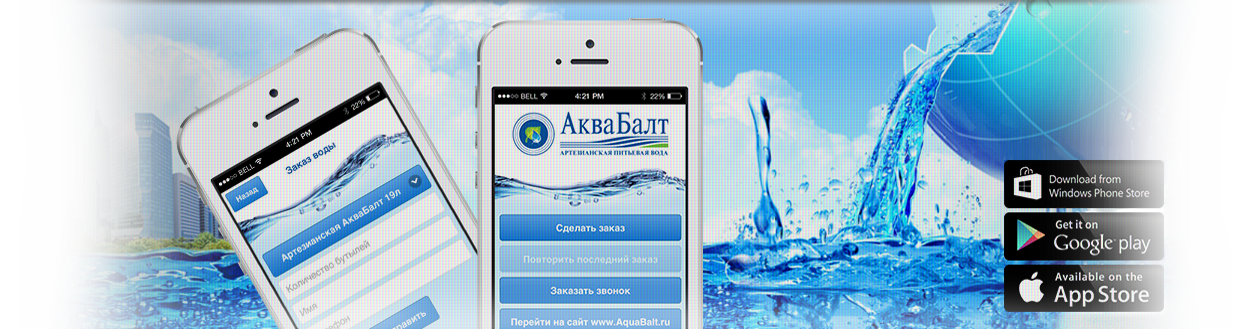 ●●●○○ BELL 4:21 PM 22%
Заказ воды
Назад
Артезианская АкваБалт 19л
Количество бутылей
Имя
●●●○○ BELL 4:21 PM 22%
АкваБалт
АРТЕЗИАНСКАЯ ПИТЬЕВАЯ ВОДА
Сделать заказ
Повторить последний заказ
Заказать звонок
Перейти на сайт www.AquaBalt.ru
Download from
Windows Phone Store
Get it on
Google play
Available on the
App Store